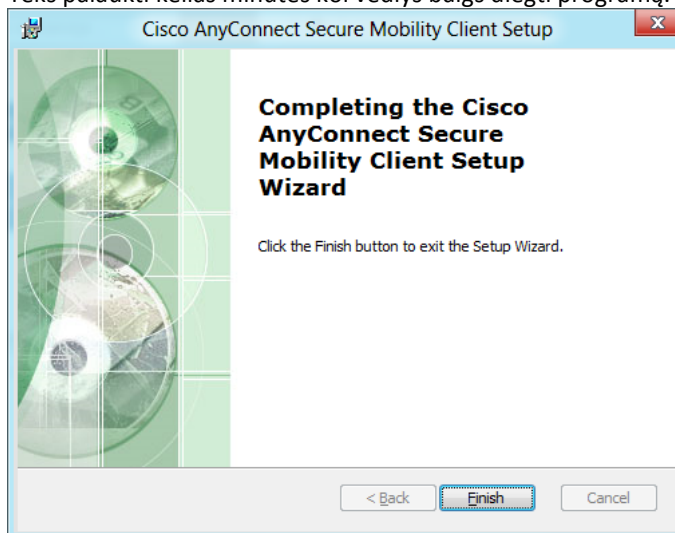 Teks palaukti kelias minutes kol vedlys baigs diegti programą.
Cisco AnyConnect Secure Mobility Client Setup
x
Completing the Cisco
AnyConnect Secure
Mobility Client Setup
Wizard
Click the Finish button to exit the Setup Wizard.
< Back Finish Cancel